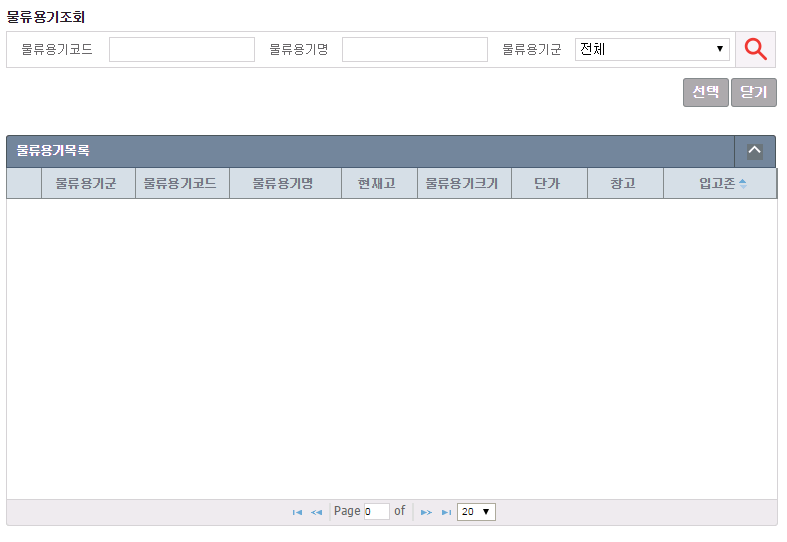 물류용기조회
물류용기코드 물류용기명 물류용기군 전체
선택 닫기
물류용기목록
물류용기군 물류용기코드 물류용기명 현재고 물류용기크기 단가 창고 입고존
Page 0 of 20